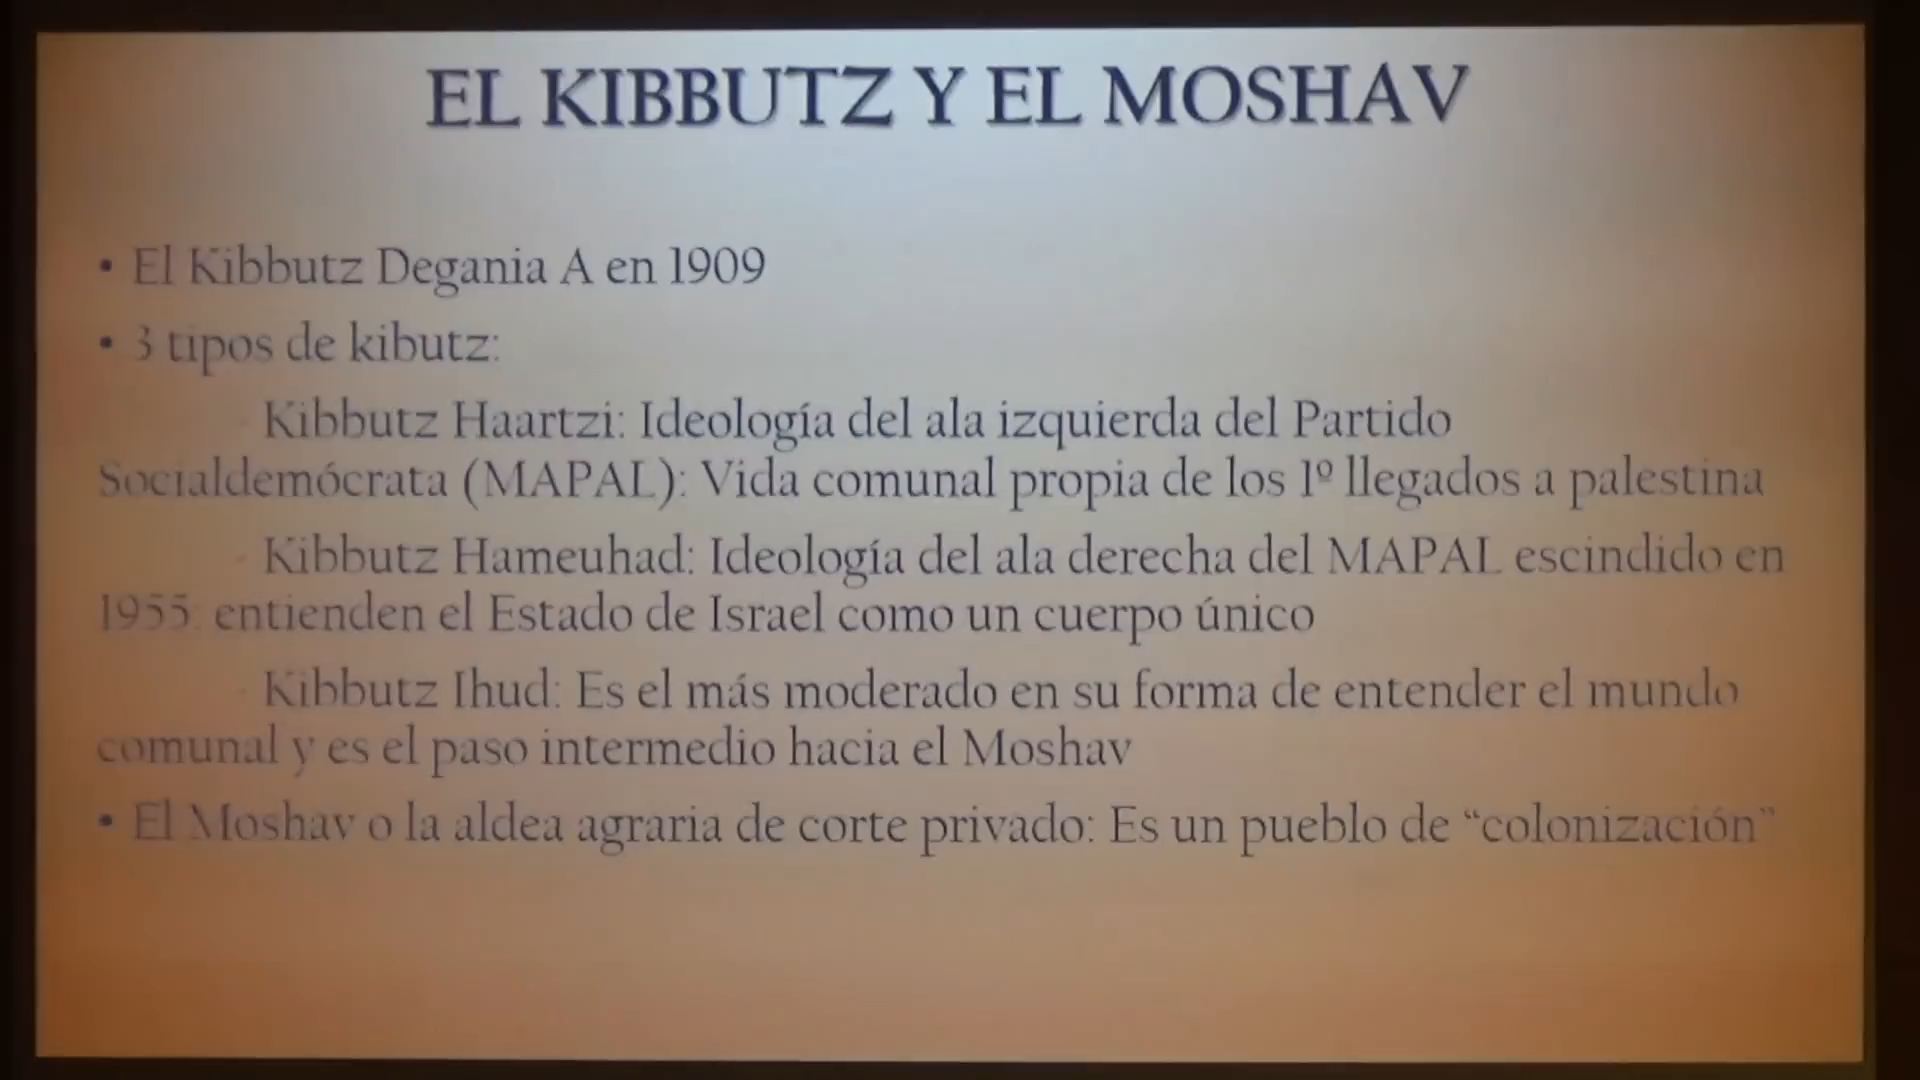 EL KIBBUTZ Y EL MOSHAV
• El Kibbutz Degania A en 1909
• 3 tipos de kibutz:
- Kibbutz Haartzi: Ideología del ala izquierda del Partido
Socialdemócrata (MAPAL): Vida comunal propia de los 1º llegados a palestina
- Kibbutz Hameuhad: Ideología del ala derecha del MAPAL escindido en
1955: entienden el Estado de Israel como un cuerpo único
- Kibbutz Ihud: Es el más moderado en su forma de entender el mundo
comunal y es el paso intermedio hacia el Moshav
• El Moshav o la aldea agraria de corte privado: Es un pueblo de “colonización”